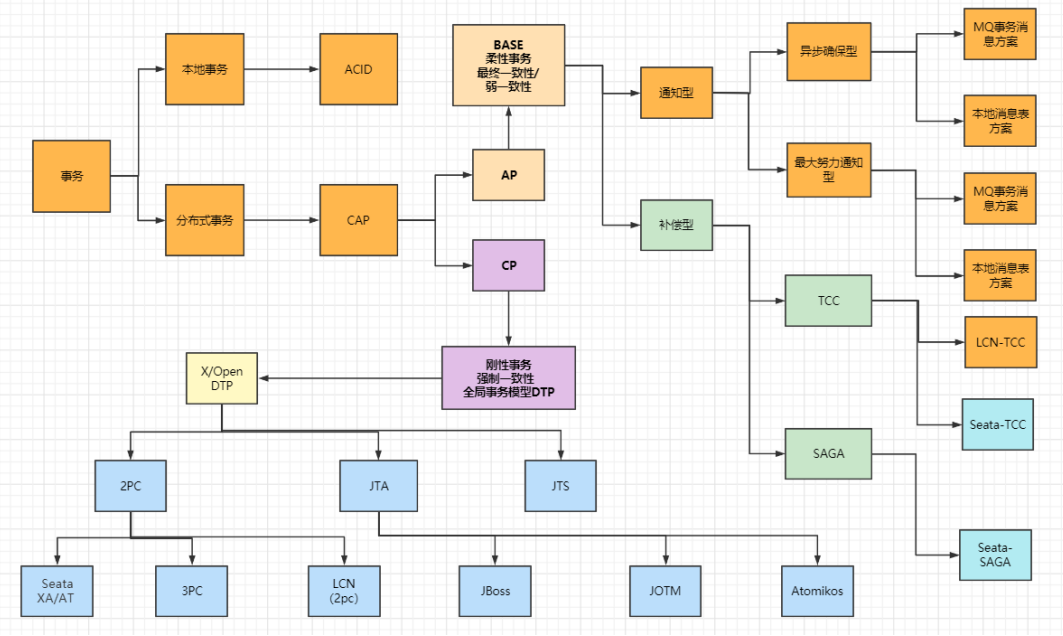 事务
本地事务
ACID
分布式事务
CAP
BASE
柔性事务
最终一致性/
弱一致性
AP
CP
刚性事务
强制一致性
全局事务模型DTP
通知型
异步确保型
MQ事务消
息方案
本地消息表
方案
最大努力通知
型
MQ事务消
息方案
本地消息表
方案
补偿型
TCC
LCN-TCC
Seata-TCC
SAGA
Seata-
SAGA
X/Open
DTP
2PC
JTA
JTS
Seata
XA/AT
3PC
LCN
(2pc)
JBoss
JOTM
Atomikos